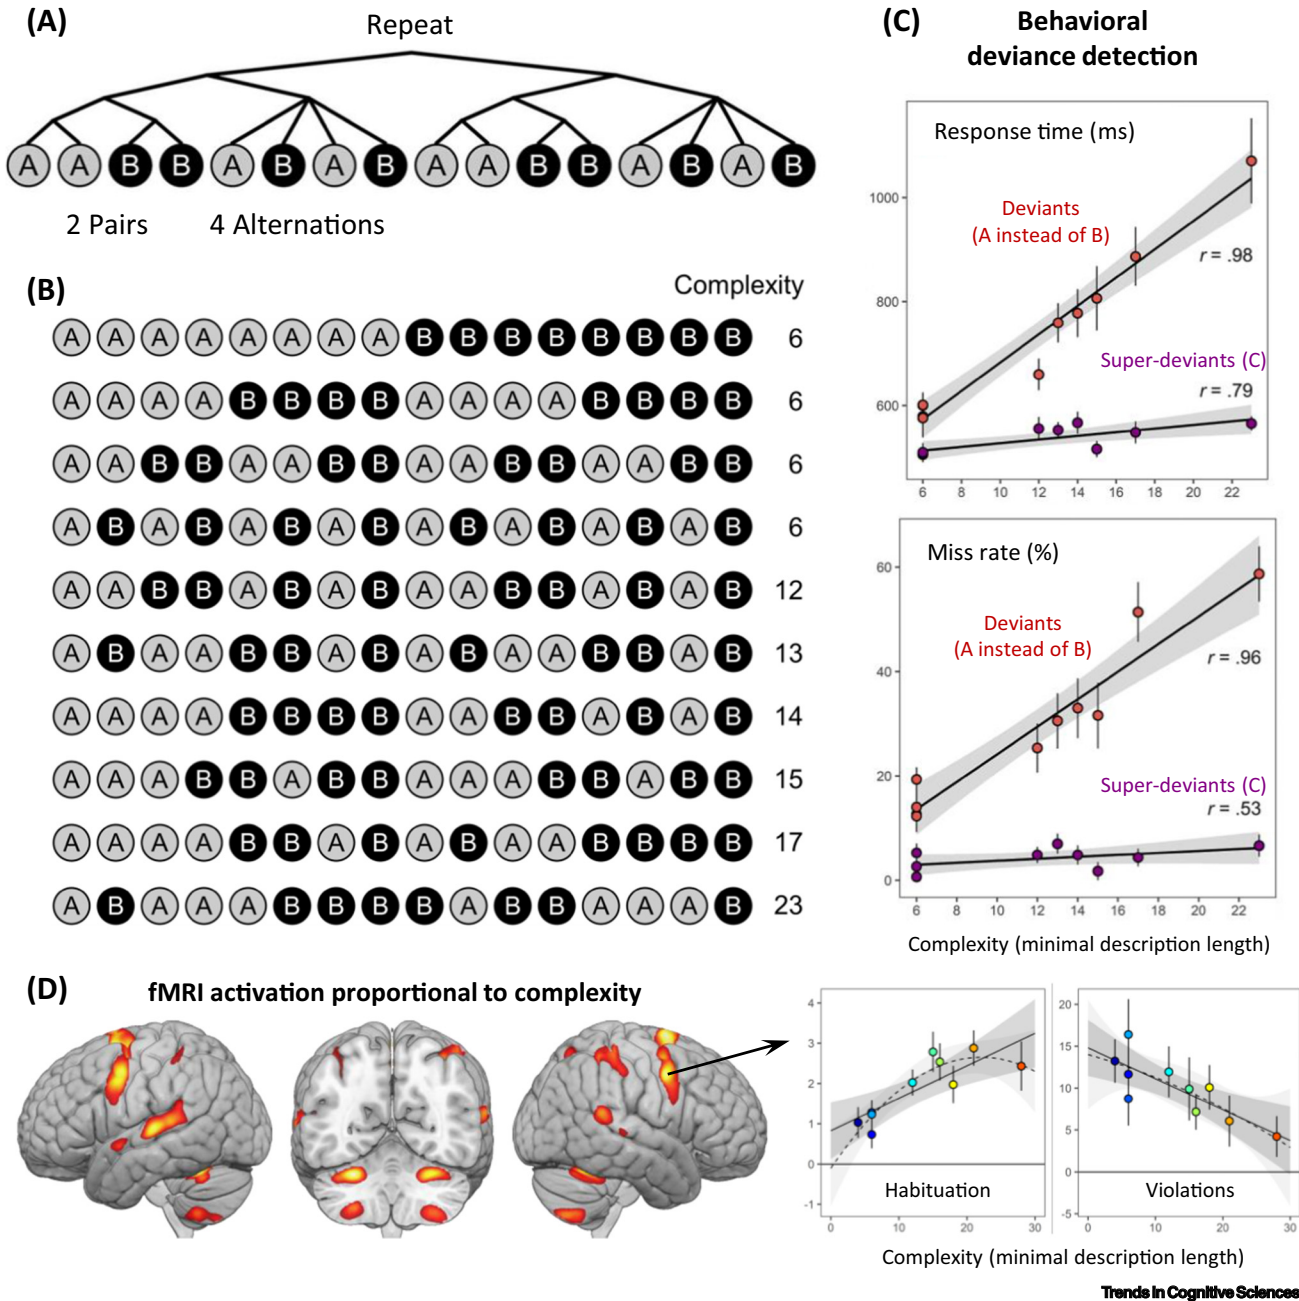 (A)
Repeat
A A B B A B A B A A B B A B A B
2 Pairs 4 Alternations
(B)
Complexity
A A A A A A A A B B B B B B B B 6
A A A A B B B B A A A A B B B B 6
A A B B A A B B A A B B A A B B 6
A B A B A B A B A B A B A B A B 6
A A B B A B A B A A B B A B A B 12
A B A A B B A B A B A A B B A B 13
A A A A B B B B A A B B A B A B 14
A A A B B A B B A A A B B A B B 15
A A A A B B A B A B A A B B B B 17
A B A A A B B B B A B B A A A B 23
(C)
Behavioral
deviance detection
Response time (ms)
Deviants
(A instead of B)
r = .98
Super-deviants (C)
r = .79
1000
800
600
6 8 10 12 14 16 18 20 22
Miss rate (%)
Deviants
(A instead of B)
r = .96
Super-deviants (C)
r = .53
60
40
20
0
6 8 10 12 14 16 18 20 22
Complexity (minimal description length)
(D)
fMRI activation proportional to complexity
4
3
2
1
0
-1
Habituation
0 10 20 30
20
15
10
5
0
-5
Violations
0 10 20 30
Complexity (minimal description length)
Trends in Cognitive Sciences